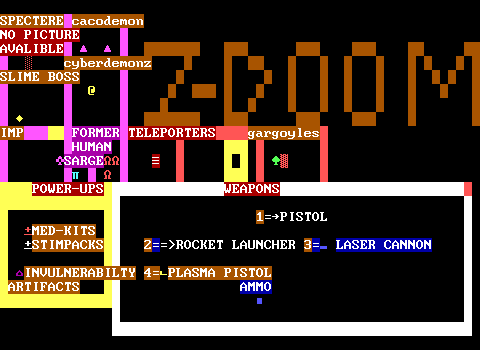 SPECTERE cacodemon
NO PICTURE
AVALIBLE
cyberdemonz
SLIME BOSS
Z-DOOM
IMP FORMER TELEPORTERS gargoyles
HUMAN
SARGE
POWER-UPS WEAPONS
1=→PISTOL
±MED-KITS
±STIMPACKS 2==>ROCKET LAUNCHER 3= LASER CANNON
INVULNERABILTY 4= PLASMA PISTOL
ARTIFACTS AMMO